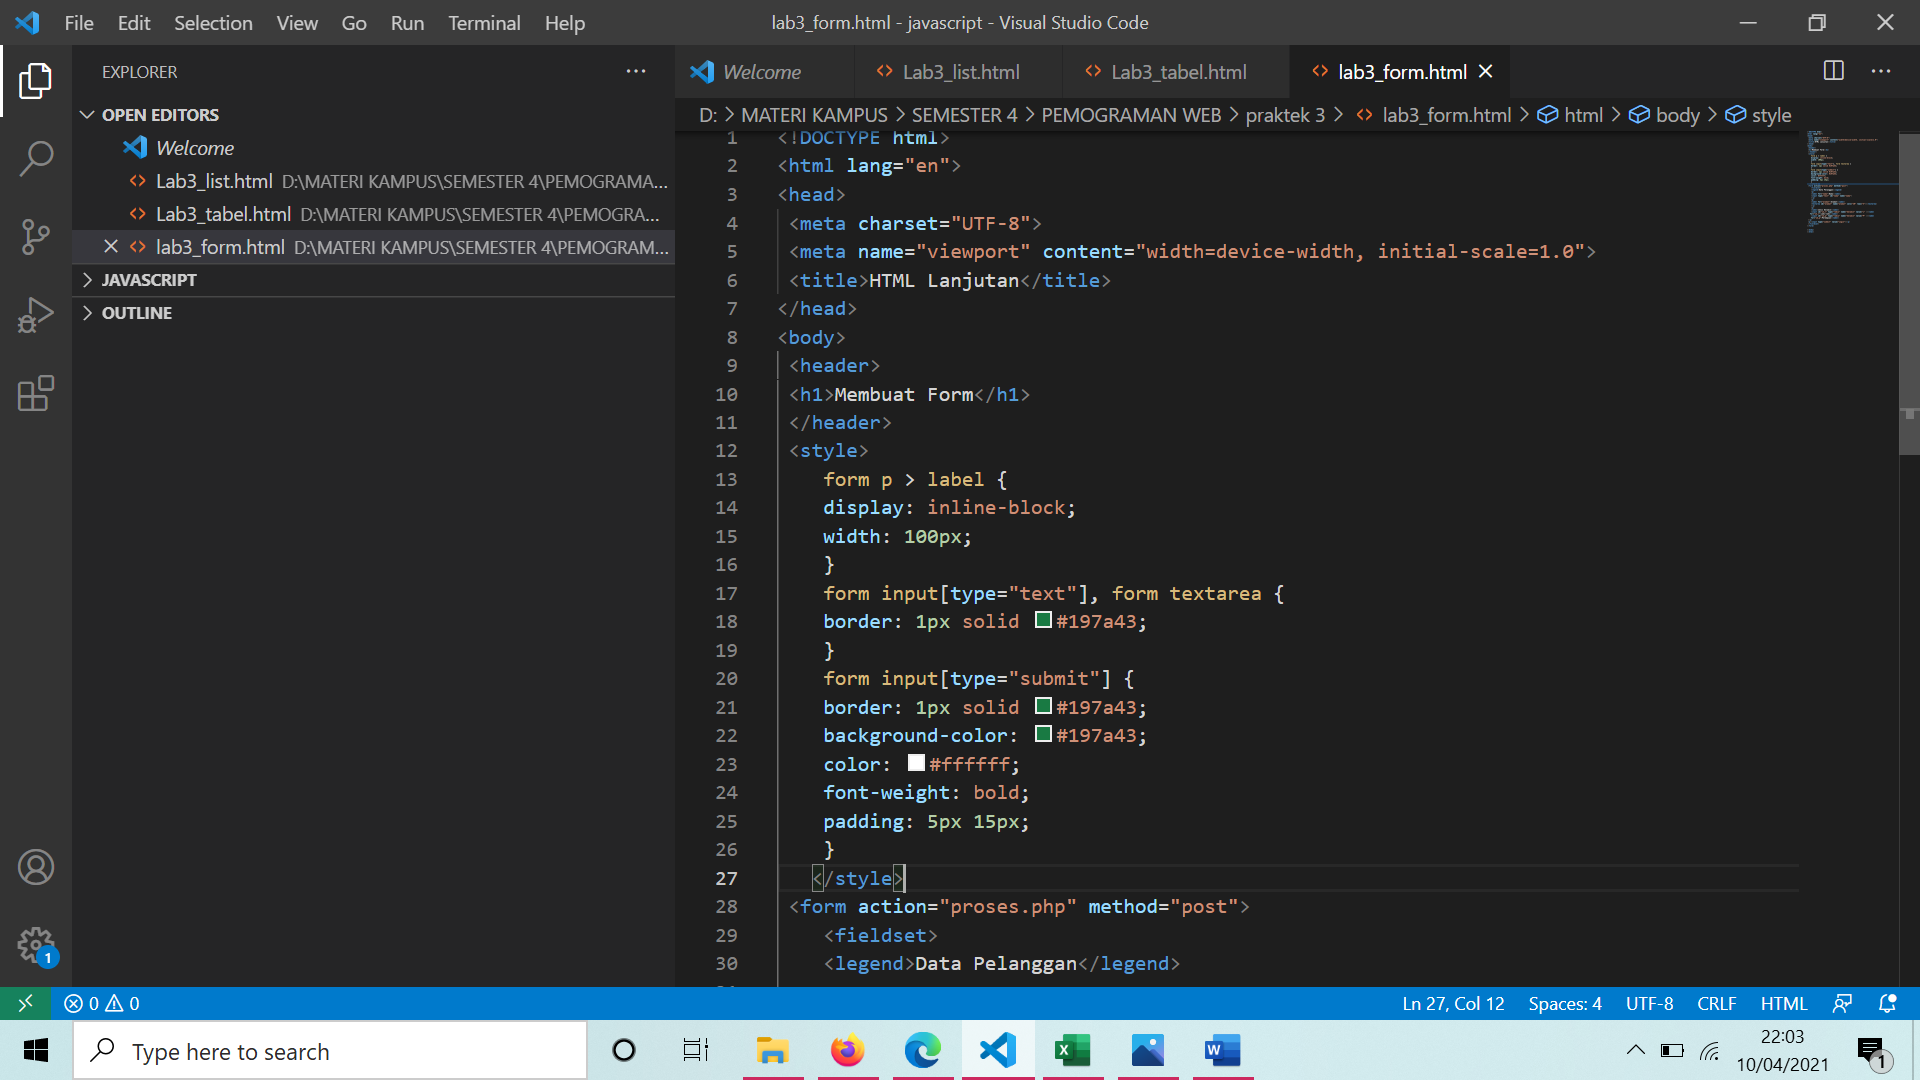 File Edit Selection View Go Run Terminal Help
lab3_form.html - javascript - Visual Studio Code
EXPLORER
OPEN EDITORS
Welcome
Lab3_list.html D:\MATERI KAMPUS\SEMESTER 4\PEMOGRAMA...
Lab3_tabel.html D:\MATERI KAMPUS\SEMESTER 4\PEMOGRA...
lab3_form.html D:\MATERI KAMPUS\SEMESTER 4\PEMOGRAM...
JAVASCRIPT
OUTLINE
1
Welcome Lab3_list.html Lab3_tabel.html lab3_form.html
D: > MATERI KAMPUS > SEMESTER 4 > PEMOGRAMAN WEB > praktek 3 > lab3_form.html > html > body > style
1 <!DOCTYPE html>
2 <html lang="en">
3 <head>
4 <meta charset="UTF-8">
5 <meta name="viewport" content="width=device-width, initial-scale=1.0">
6 <title>HTML Lanjutan</title>
7 </head>
8 <body>
9 <header>
10 <h1>Membuat Form</h1>
11 </header>
12 <style>
13 form p > label {
14 display: inline-block;
15 width: 100px;
16 }
17 form input[type="text"], form textarea {
18 border: 1px solid #197a43;
19 }
20 form input[type="submit"] {
21 border: 1px solid #197a43;
22 background-color: #197a43;
23 color: #ffffff;
24 font-weight: bold;
25 padding: 5px 15px;
26 }
27 </style>
28 <form action="proses.php" method="post">
29 <fieldset>
30 <legend>Data Pelanggan</legend>
0 0
Ln 27, Col 12 Spaces: 4 UTF-8 CRLF HTML
Type here to search
22:03
10/04/2021
1